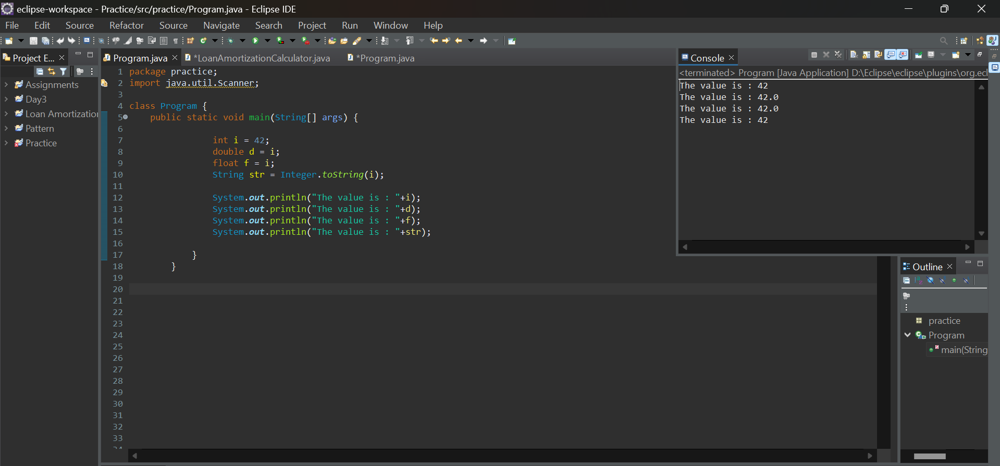 eclipse-workspace - Practice/src/practice/Program.java - Eclipse IDE
File Edit Source Refactor Source Navigate Search Project Run Window Help
Project E...
Assignments
Day3
Loan Amortization
Pattern
Practice
Program.java *LoanAmortizationCalculator.java *Program.java
1 package practice;
2 import java.util.Scanner;
3
4 class Program {
5 public static void main(String[] args) {
6
7 int i = 42;
8 double d = i;
9 float f = i;
10 String str = Integer.toString(i);
11
12 System.out.println("The value is : "+i);
13 System.out.println("The value is : "+d);
14 System.out.println("The value is : "+f);
15 System.out.println("The value is : "+str);
16
17 }
18 }
19
20
21
22
23
24
25
26
27
28
29
30
31
32
33
34
Console
<terminated> Program [Java Application] D:\Eclipse\eclipse\plugins\org.ecl
The value is : 42
The value is : 42.0
The value is : 42.0
The value is : 42
Outline
practice
Program
main(String